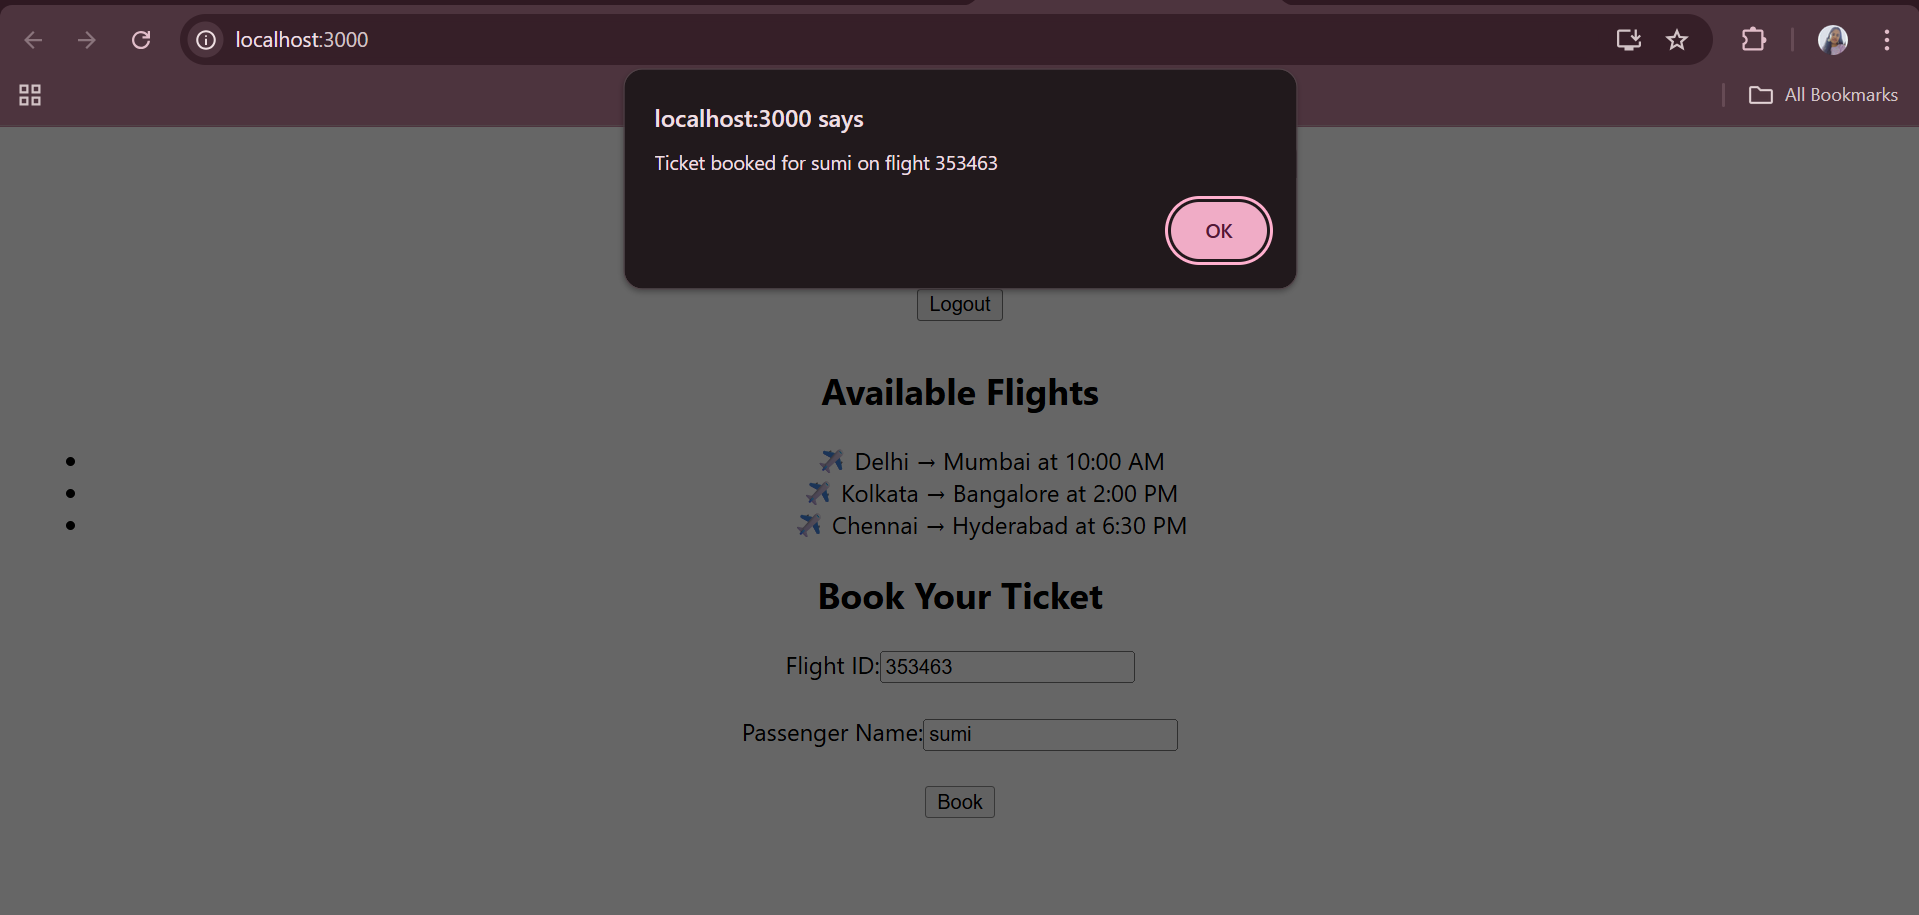 localhost:3000
All Bookmarks
localhost:3000 says
Ticket booked for sumi on flight 353463
OK
Logout
Available Flights
Delhi → Mumbai at 10:00 AM
Kolkata → Bangalore at 2:00 PM
Chennai → Hyderabad at 6:30 PM
Book Your Ticket
Flight ID: 353463
Passenger Name: sumi
Book